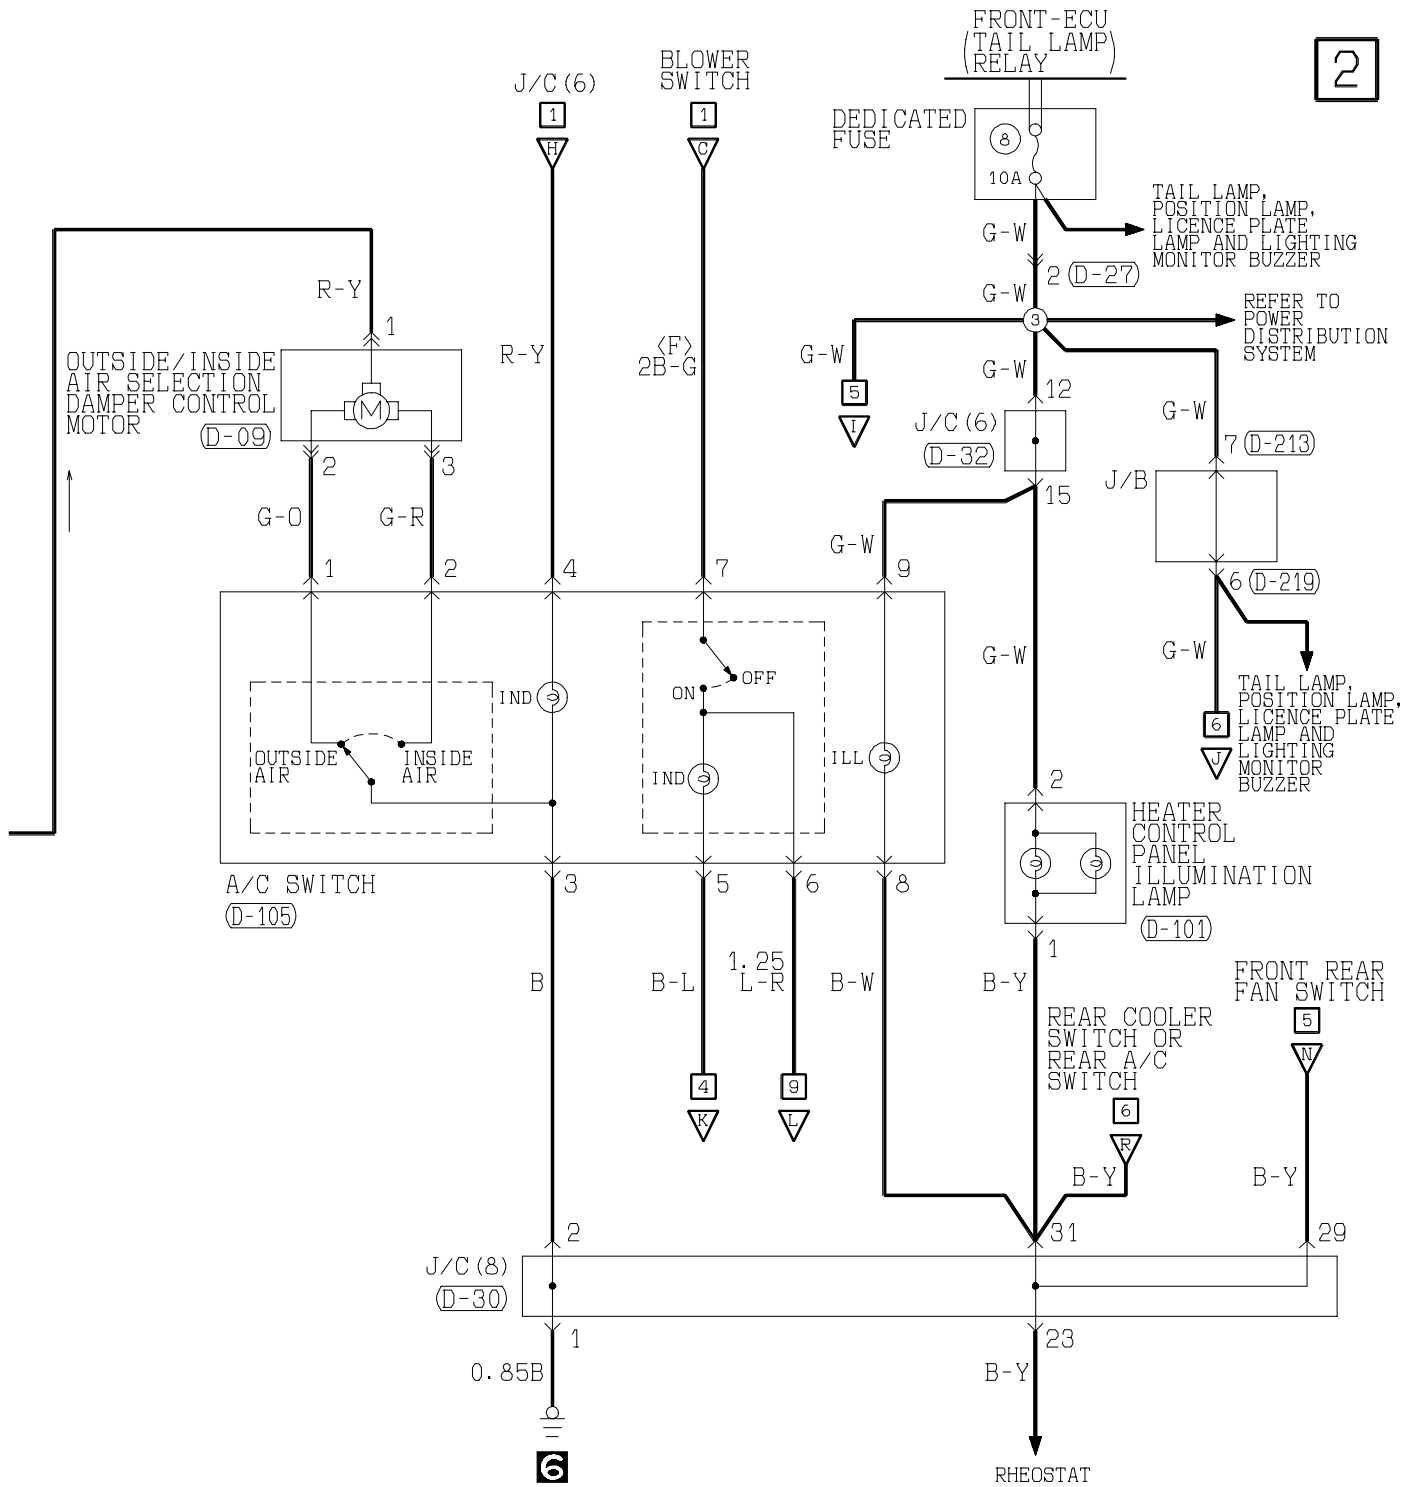 FRONT-ECU
(TAIL LAMP)
RELAY
2
BLOWER
SWITCH
J/C(6)
1
1
H
C
DEDICATED
FUSE
8
10A
TAIL LAMP,
POSITION LAMP,
LICENCE PLATE
LAMP AND LIGHTING
MONITOR BUZZER
G-W
2 (D-27)
G-W
3
REFER TO
POWER
DISTRIBUTION
SYSTEM
R-Y
1
OUTSIDE/INSIDE
AIR SELECTION
DAMPER CONTROL
MOTOR
(D-09)
M
R-Y
<F>
2B-G
G-W
5
I
G-W
12
J/C(6)
(D-32)
15
G-W
7 (D-213)
J/B
6 (D-219)
2
3
G-O
G-R
G-W
1
2
4
7
9
G-W
G-W
6
J
TAIL LAMP,
POSITION LAMP,
LICENCE PLATE
LAMP AND
LIGHTING
MONITOR
BUZZER
IND
OFF
ON
OUTSIDE
AIR
INSIDE
AIR
IND
ILL
2
HEATER
CONTROL
PANEL
ILLUMINATION
LAMP
(D-101)
1
A/C SWITCH
(D-105)
3
5
6
8
B
B-L
1.25
L-R
B-W
B-Y
4
K
9
L
REAR COOLER
SWITCH OR
REAR A/C
SWITCH
6
R
B-Y
FRONT REAR
FAN SWITCH
5
N
B-Y
2
31
29
J/C(8)
(D-30)
1
23
0.85B
B-Y
6
RHEOSTAT